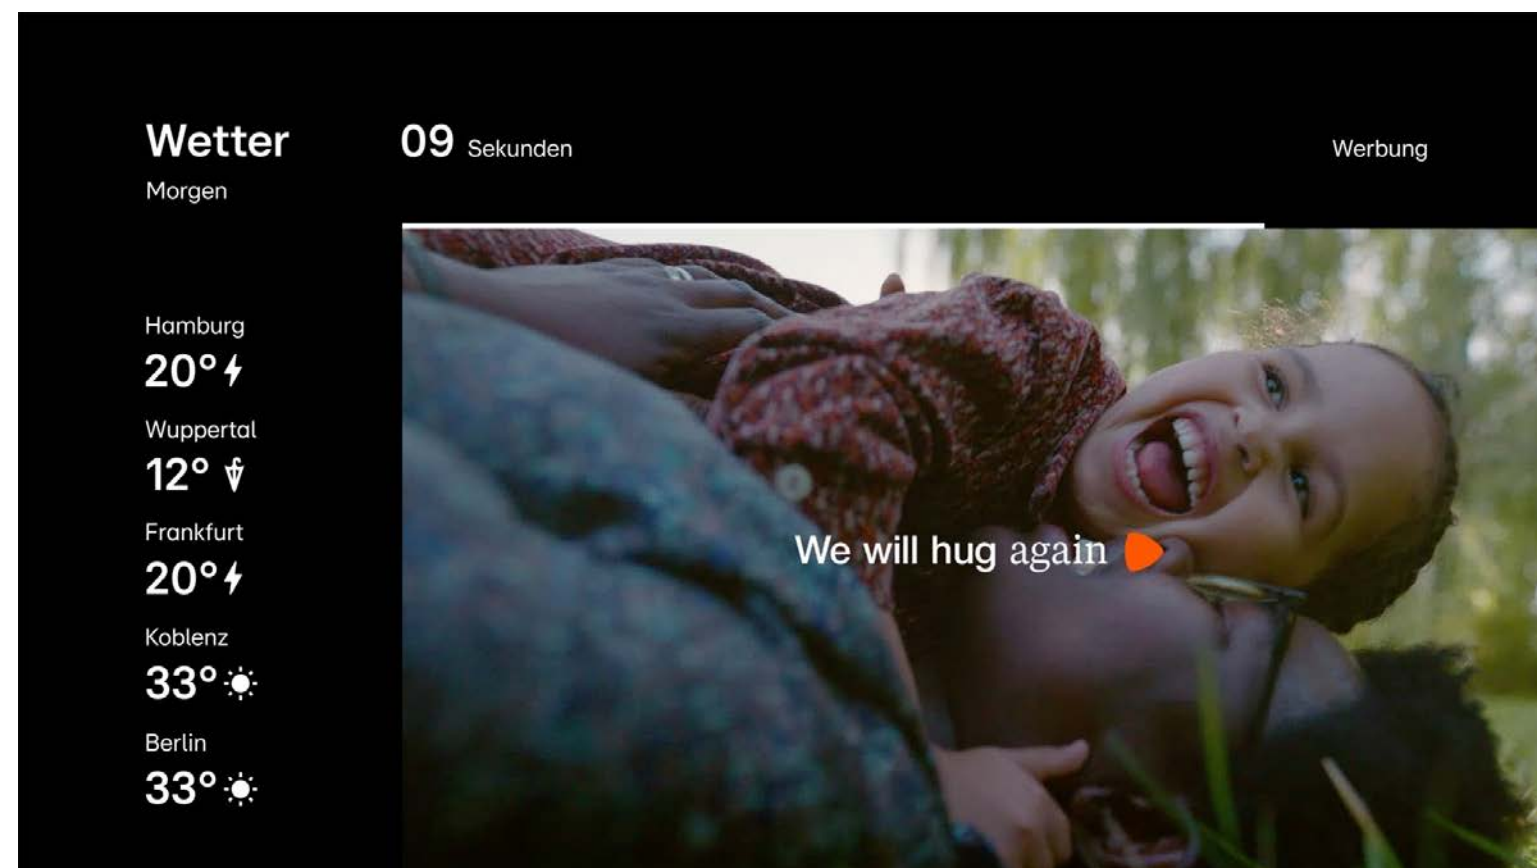 Wetter
Morgen
09 Sekunden
Werbung
Hamburg
20°
Wuppertal
12°
Frankfurt
20°
Koblenz
33°
Berlin
33°
We will hug again